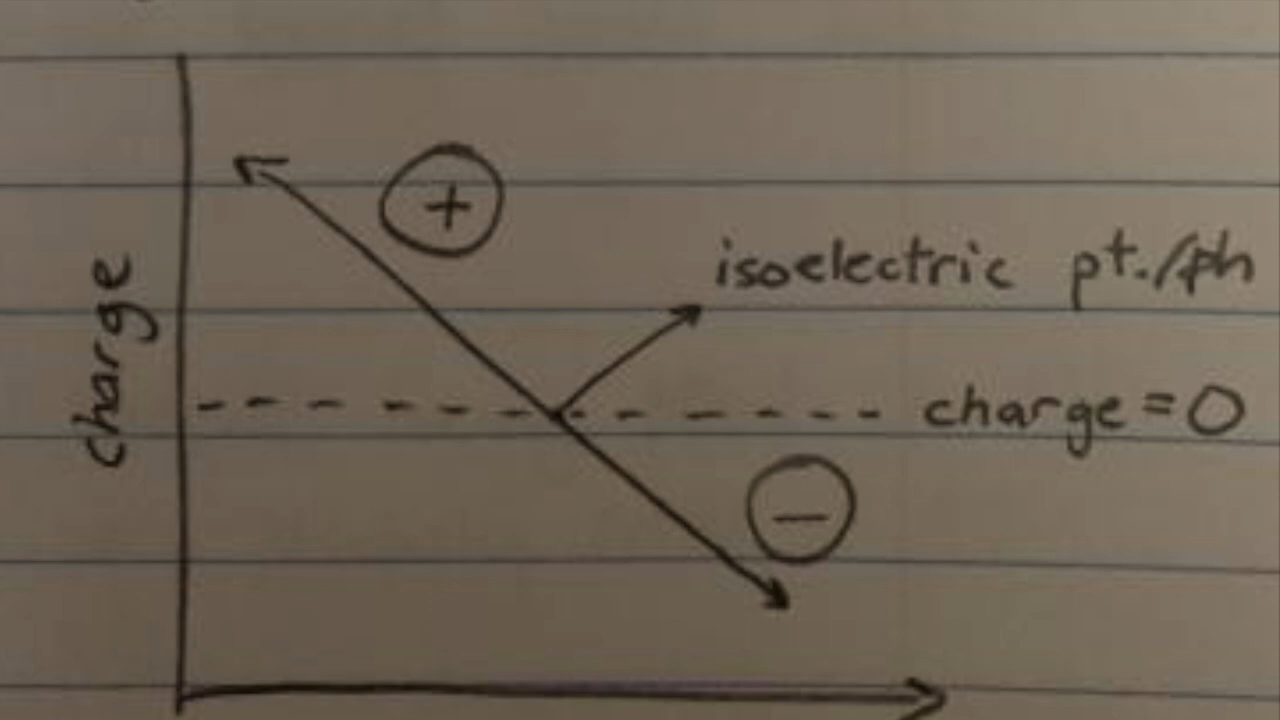 +
isoelectric pt./ph
charge
charge = 0
−